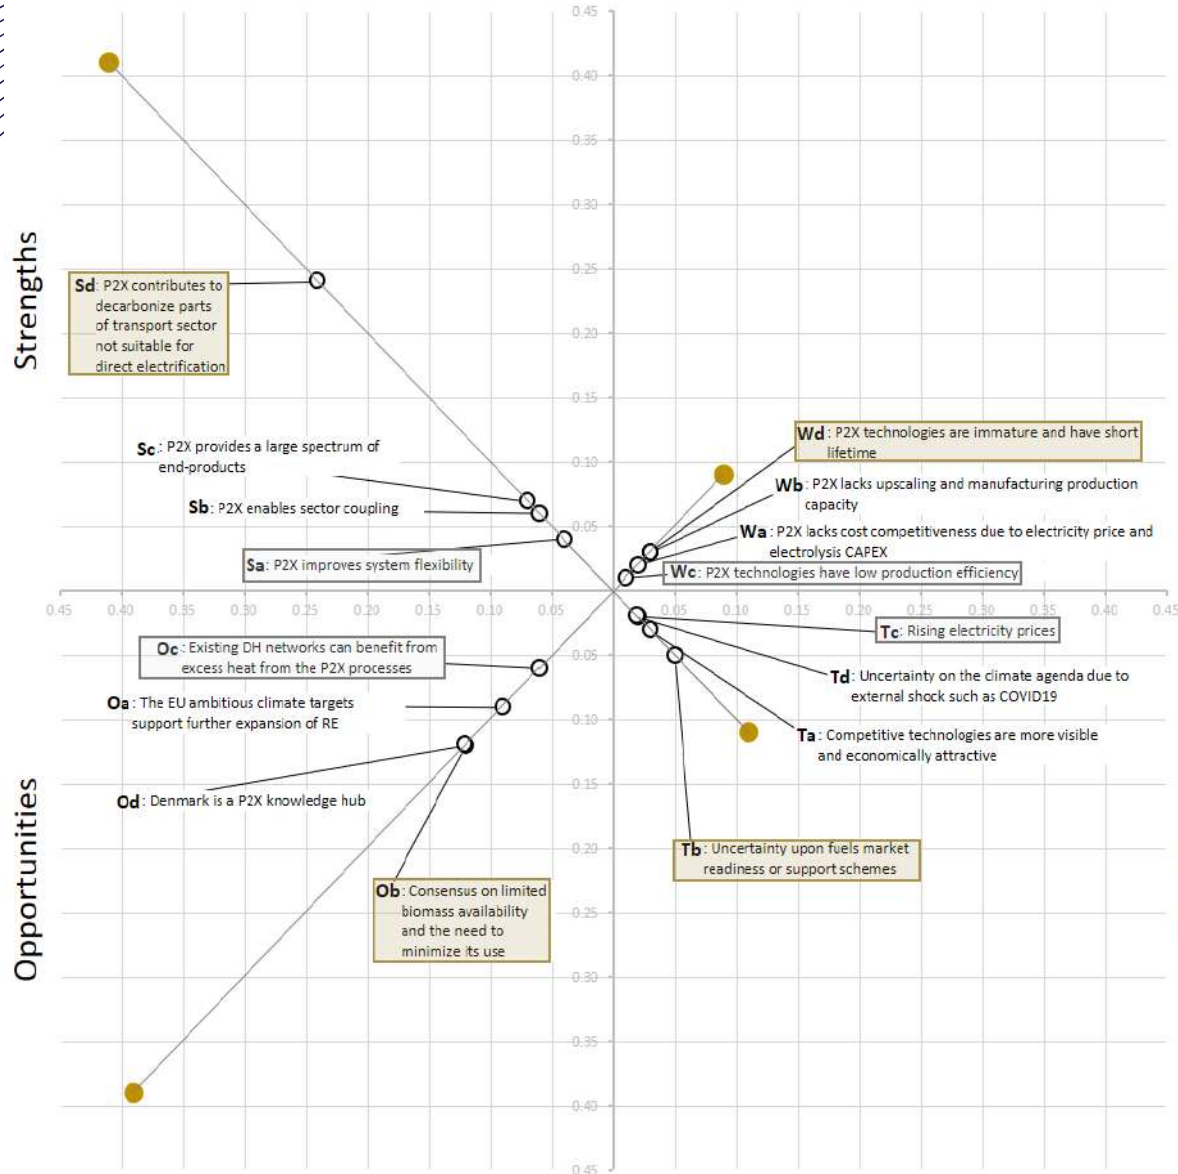 0.45
0.40
0.35
0.30
0.25
0.20
0.15
0.10
0.05
Strengths
Sd: P2X contributes to
decarbonize parts
of transport sector
not suitable for
direct electrification
Sc.: P2X provides a large spectrum of
end-products
Sb: P2X enables sector coupling
Sa: P2X improves system flexibility
Wd: P2X technologies are immature and have short
lifetime
Wb: P2X lacks upscaling and manufacturing production
capacity
Wa: P2X lacks cost competitiveness due to electricity price and
electrolysis CAPEX
Wc: P2X technologies have low production efficiency
0.45 0.40 0.35 0.30 0.25 0.20 0.15 0.10 0.05 0.05 0.10 0.15 0.20 0.25 0.30 0.35 0.40 0.45
Opportunities
Oc: Existing DH networks can benefit from
excess heat from the P2X processes
Oa: The EU ambitious climate targets
support further expansion of RE
Od: Denmark is a P2X knowledge hub
Ob: Consensus on limited
biomass availability
and the need to
minimize its use
Tc: Rising electricity prices
Td: Uncertainty on the climate agenda due to
external shock such as COVID19
Ta: Competitive technologies are more visible
and economically attractive
Tb: Uncertainty upon fuels market
readiness or support schemes
0.05
0.10
0.15
0.20
0.25
0.30
0.35
0.40
0.45